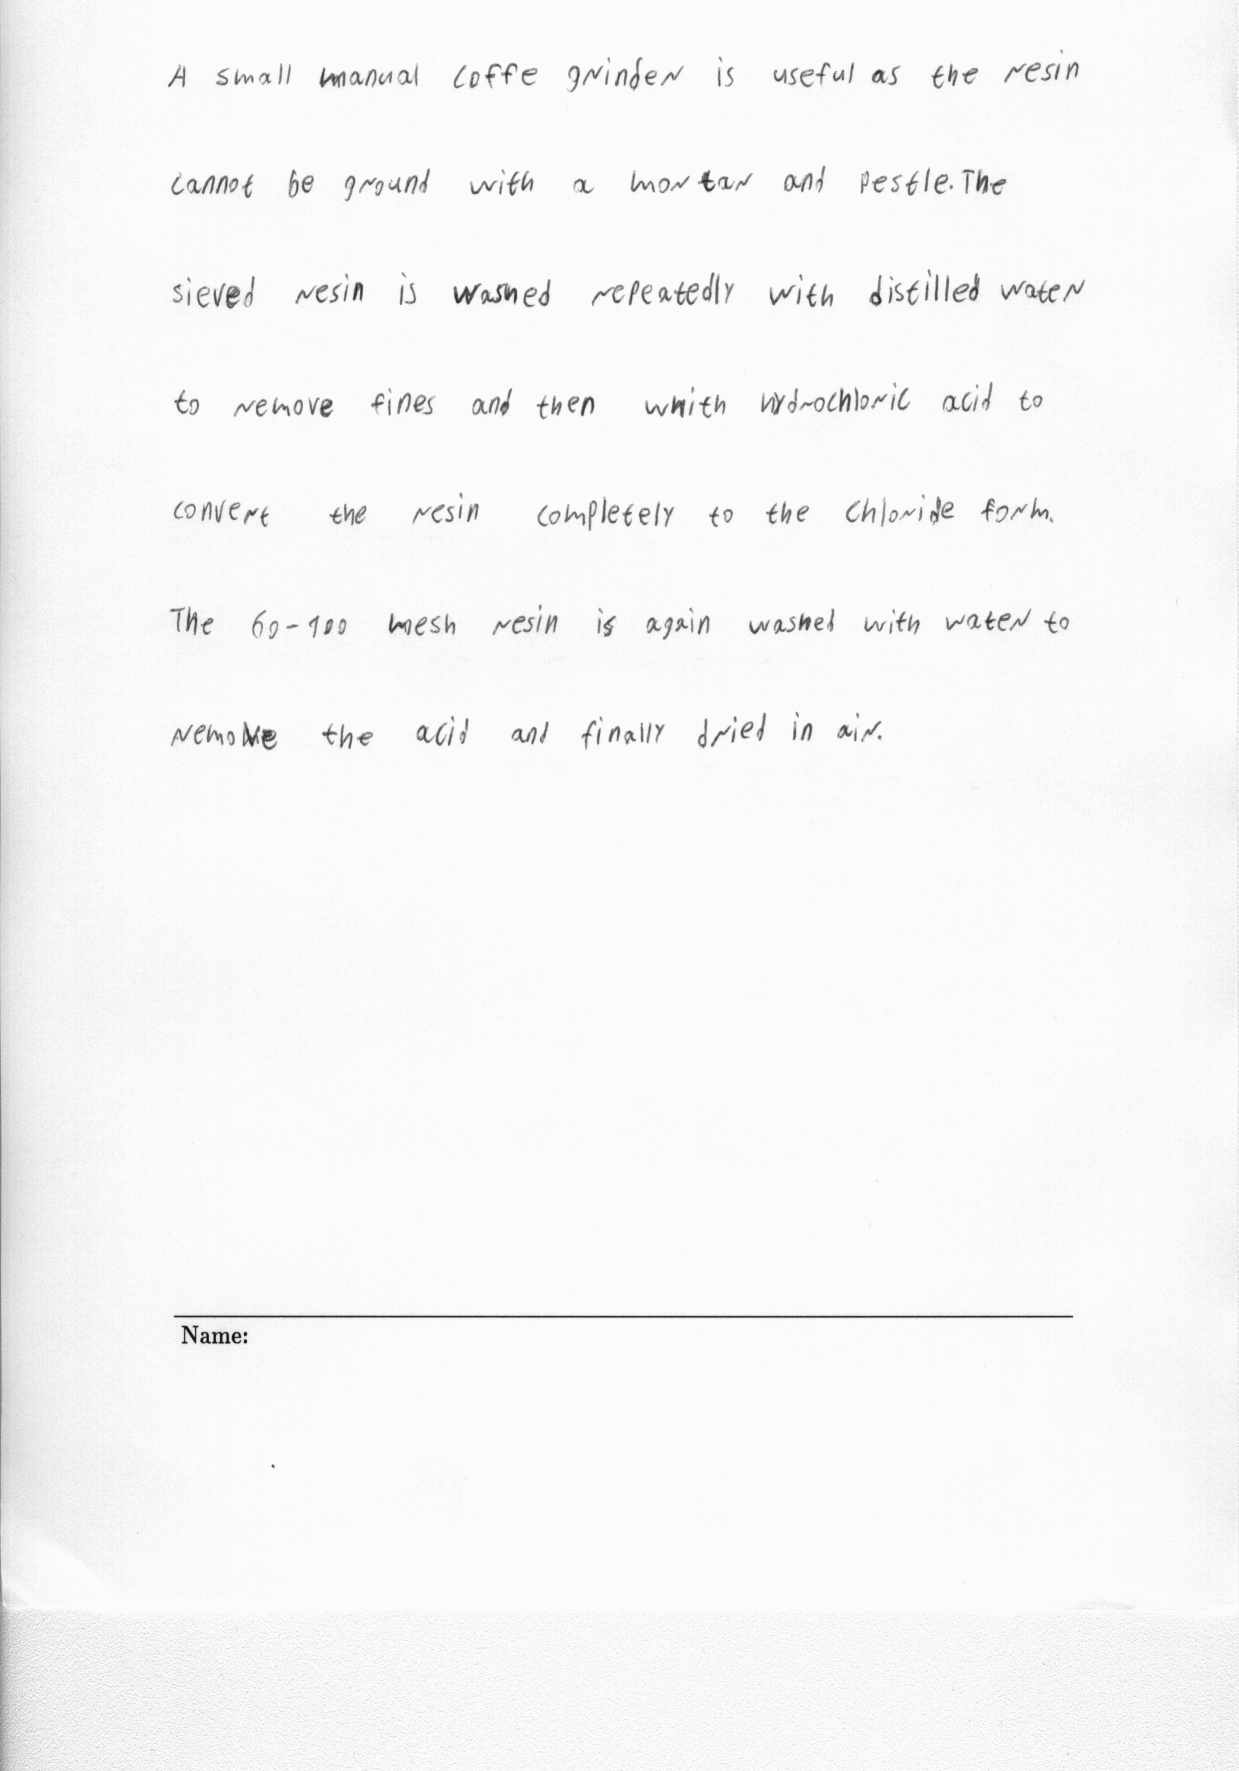 A small manual coffe grinder is useful as the resin
cannot be ground with a mortar and pestle. The
sieved resin is washed repeatedly with distilled water
to remove fines and then whith hydrochloric acid to
convert the resin completely to the chloride form.
The 60-100 mesh resin is again washed with water to
remove the acid and finally dried in air.
Name: